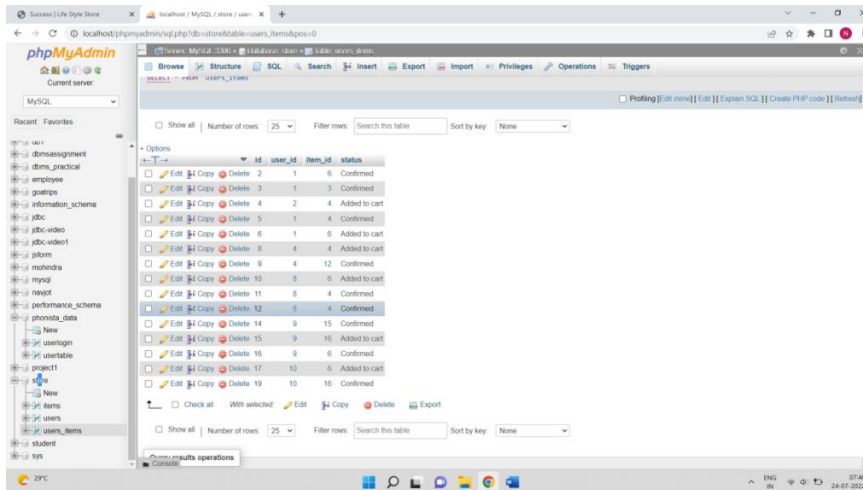 Success | Life Style Store
localhost / MySQL / store / users
localhost/phpmyadmin/sql.php?db=store&table=users_items&pos=0
phpMyAdmin
Current server:
MySQL
Recent Favorites
dbmsassignment
dbms_practical
employee
goatrips
information_schema
jdbc
jdbc-video
jdbc-video1
jsform
mohindra
mysql
navjot
performance_schema
phonista_data
New
userlogin
usertable
project1
store
New
items
users
users_items
student
sys
Server: MySQL:3306 » Database: store » Table: users_items
Browse Structure SQL Search Insert Export Import Privileges Operations Triggers
SELECT * FROM `users_items`
Profiling [Edit inline] [ Edit ] [ Explain SQL ] [ Create PHP code ] [ Refresh]
Show all | Number of rows: 25 Filter rows: Search this table Sort by key: None
+ Options
id user_id item_id status
Edit Copy Delete 2 1 6 Confirmed
Edit Copy Delete 3 1 3 Confirmed
Edit Copy Delete 4 2 4 Added to cart
Edit Copy Delete 5 1 4 Confirmed
Edit Copy Delete 6 1 6 Added to cart
Edit Copy Delete 8 4 4 Added to cart
Edit Copy Delete 9 4 12 Confirmed
Edit Copy Delete 10 8 6 Added to cart
Edit Copy Delete 11 8 4 Confirmed
Edit Copy Delete 12 8 4 Confirmed
Edit Copy Delete 14 9 15 Confirmed
Edit Copy Delete 15 9 16 Added to cart
Edit Copy Delete 16 9 6 Confirmed
Edit Copy Delete 17 10 6 Added to cart
Edit Copy Delete 19 10 16 Confirmed
Check all With selected: Edit Copy Delete Export
Show all | Number of rows: 25 Filter rows: Search this table Sort by key: None
Query results operations
Console
29°C
ENG
IN
24-07-202